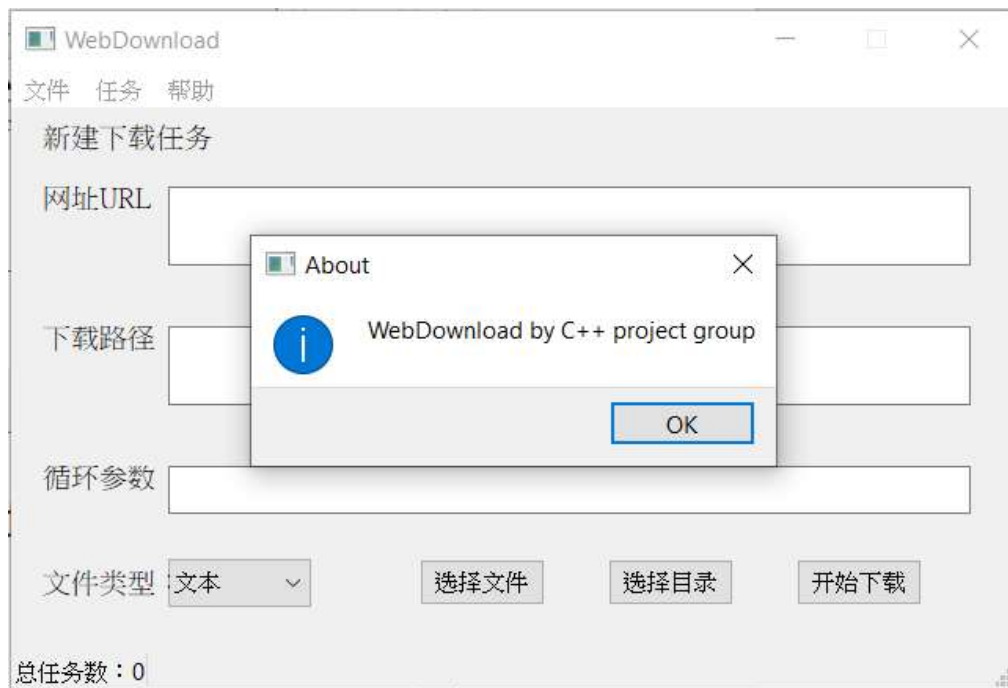 WebDownload
文件 任务 帮助
新建下载任务
网址URL
About
WebDownload by C++ project group
下载路径
OK
循环参数
文件类型:文本 选择文件 选择目录 开始下载
总任务数：0